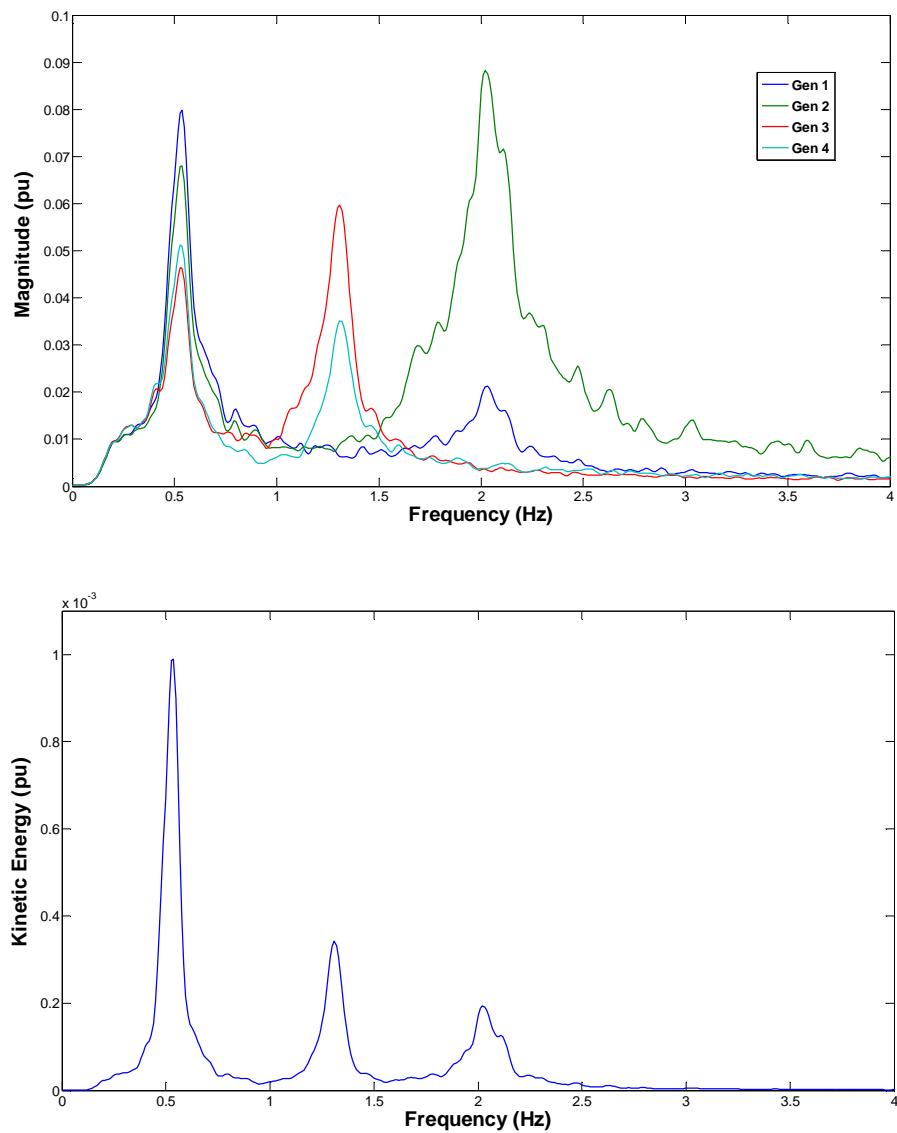 0.1
0.09
0.08
0.07
0.06
0.05
0.04
0.03
0.02
0.01
0
Magnitude (pu)
Gen 1
Gen 2
Gen 3
Gen 4
0 0.5 1 1.5 2 2.5 3 3.5 4
Frequency (Hz)
x 10^-3
1
0.8
0.6
0.4
0.2
0
Kinetic Energy (pu)
0 0.5 1 1.5 2 2.5 3 3.5 4
Frequency (Hz)